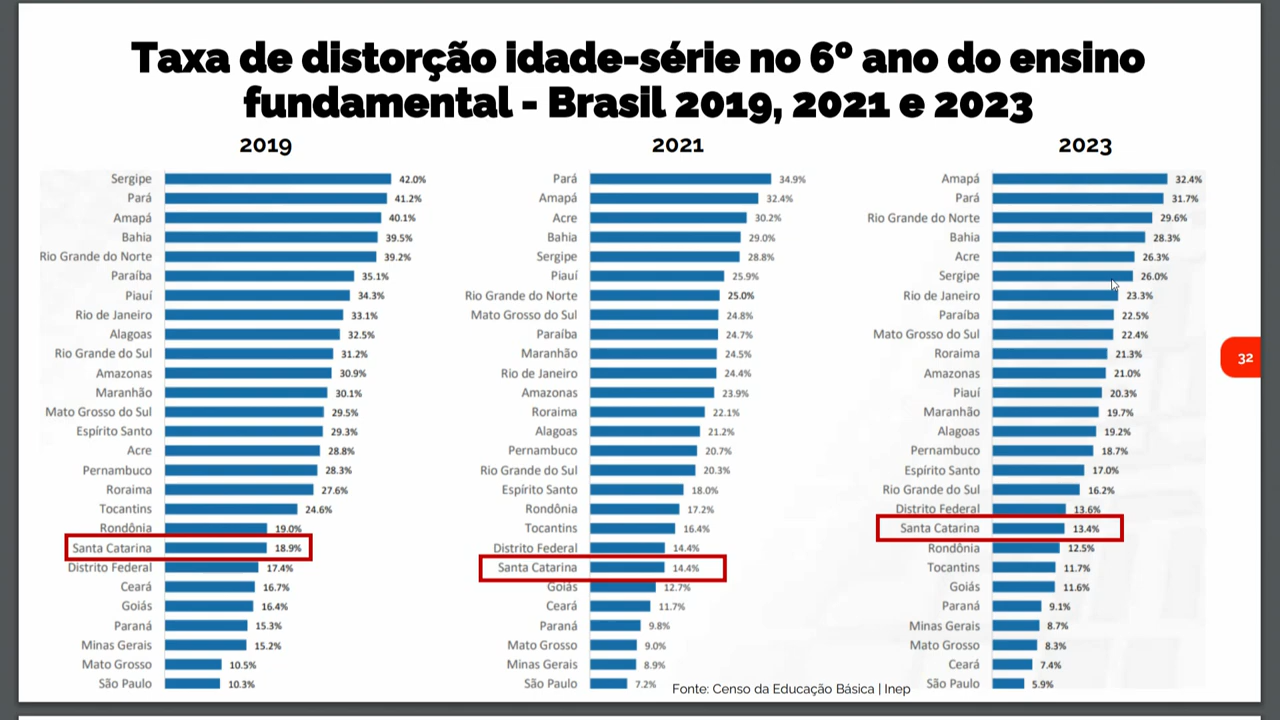 Taxa de distorção idade-série no 6º ano do ensino
fundamental - Brasil 2019, 2021 e 2023
2019
Sergipe 42.0%
Pará 41.2%
Amapá 40.1%
Bahia 39.5%
Rio Grande do Norte 39.2%
Paraíba 35.1%
Piauí 34.3%
Rio de Janeiro 33.1%
Alagoas 32.5%
Rio Grande do Sul 31.2%
Amazonas 30.9%
Maranhão 30.1%
Mato Grosso do Sul 29.5%
Espírito Santo 29.3%
Acre 28.8%
Pernambuco 28.3%
Roraima 27.6%
Tocantins 24.6%
Rondônia 19.0%
Santa Catarina 18.9%
Distrito Federal 17.4%
Ceará 16.7%
Goiás 16.4%
Paraná 15.3%
Minas Gerais 15.2%
Mato Grosso 10.5%
São Paulo 10.3%
2021
Pará 34.9%
Amapá 32.4%
Acre 30.2%
Bahia 29.0%
Sergipe 28.8%
Piauí 25.9%
Rio Grande do Norte 25.0%
Mato Grosso do Sul 24.8%
Paraíba 24.7%
Maranhão 24.5%
Rio de Janeiro 24.4%
Amazonas 23.9%
Roraima 22.1%
Alagoas 21.2%
Pernambuco 20.7%
Rio Grande do Sul 20.3%
Espírito Santo 18.0%
Rondônia 17.2%
Tocantins 16.4%
Distrito Federal 14.4%
Santa Catarina 14.4%
Goiás 12.7%
Ceará 11.7%
Paraná 9.8%
Mato Grosso 9.0%
Minas Gerais 8.9%
São Paulo 7.2%
2023
Amapá 32.4%
Pará 31.7%
Rio Grande do Norte 29.6%
Bahia 28.3%
Acre 26.3%
Sergipe 26.0%
Rio de Janeiro 23.3%
Paraíba 22.5%
Mato Grosso do Sul 22.4%
Roraima 21.3%
Amazonas 21.0%
Piauí 20.3%
Maranhão 19.7%
Alagoas 19.2%
Pernambuco 18.7%
Espírito Santo 17.0%
Rio Grande do Sul 16.2%
Distrito Federal 13.6%
Santa Catarina 13.4%
Rondônia 12.5%
Tocantins 11.7%
Goiás 11.6%
Paraná 9.1%
Minas Gerais 8.7%
Mato Grosso 8.3%
Ceará 7.4%
São Paulo 5.9%
32
Fonte: Censo da Educação Básica | Inep